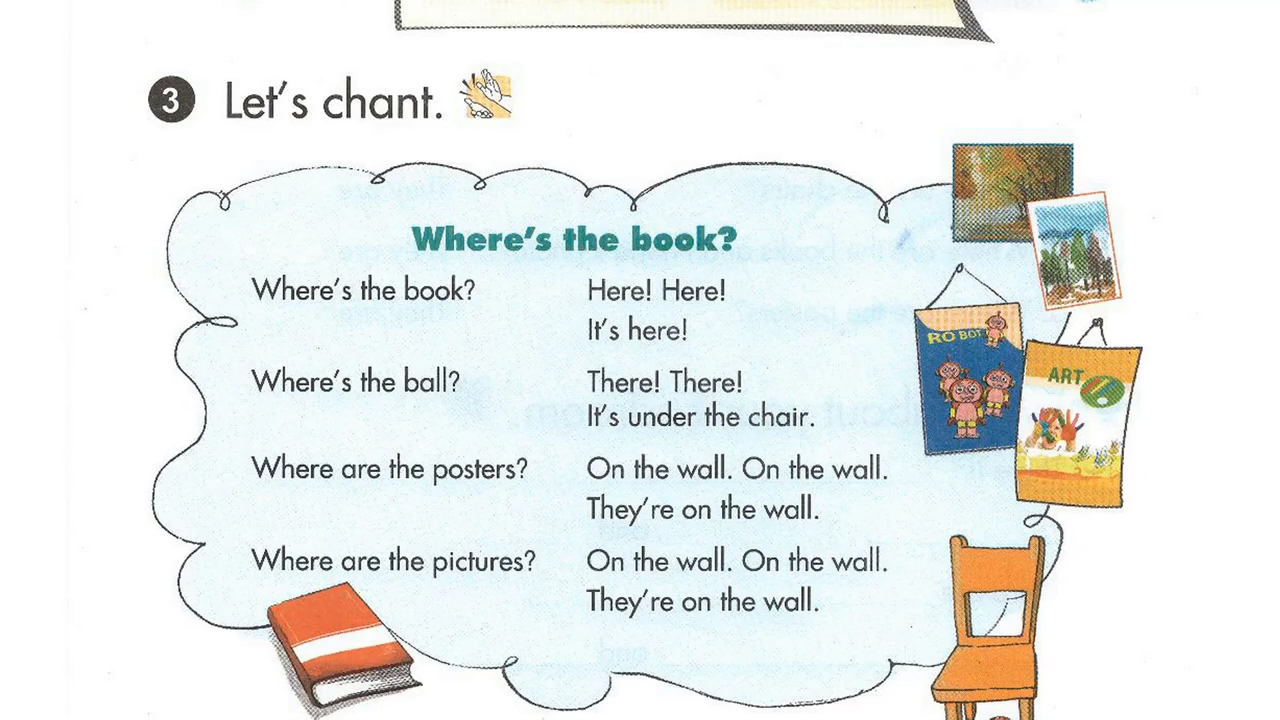 3 Let's chant.
Where's the book?
Where's the book? Here! Here!
It's here!
Where's the ball? There! There!
It's under the chair.
Where are the posters? On the wall. On the wall.
They're on the wall.
Where are the pictures? On the wall. On the wall.
They're on the wall.
ROBOT
ART